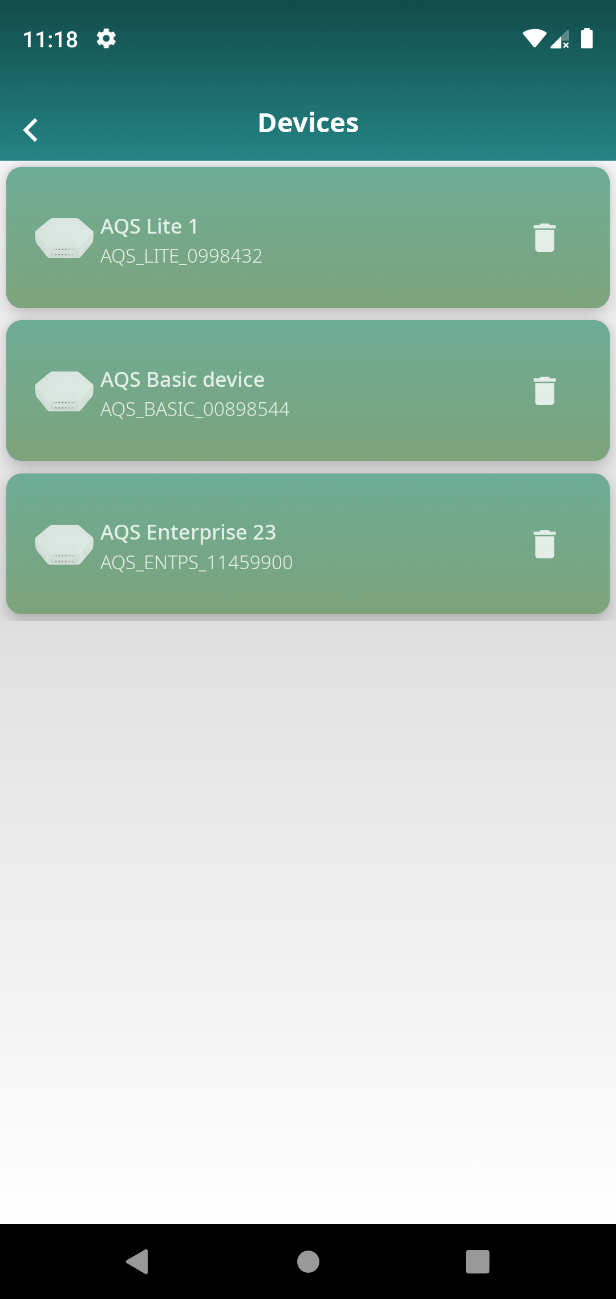 11:18
Devices
AQS Lite 1
AQS_LITE_0998432
AQS Basic device
AQS_BASIC_00898544
AQS Enterprise 23
AQS_ENTPS_11459900